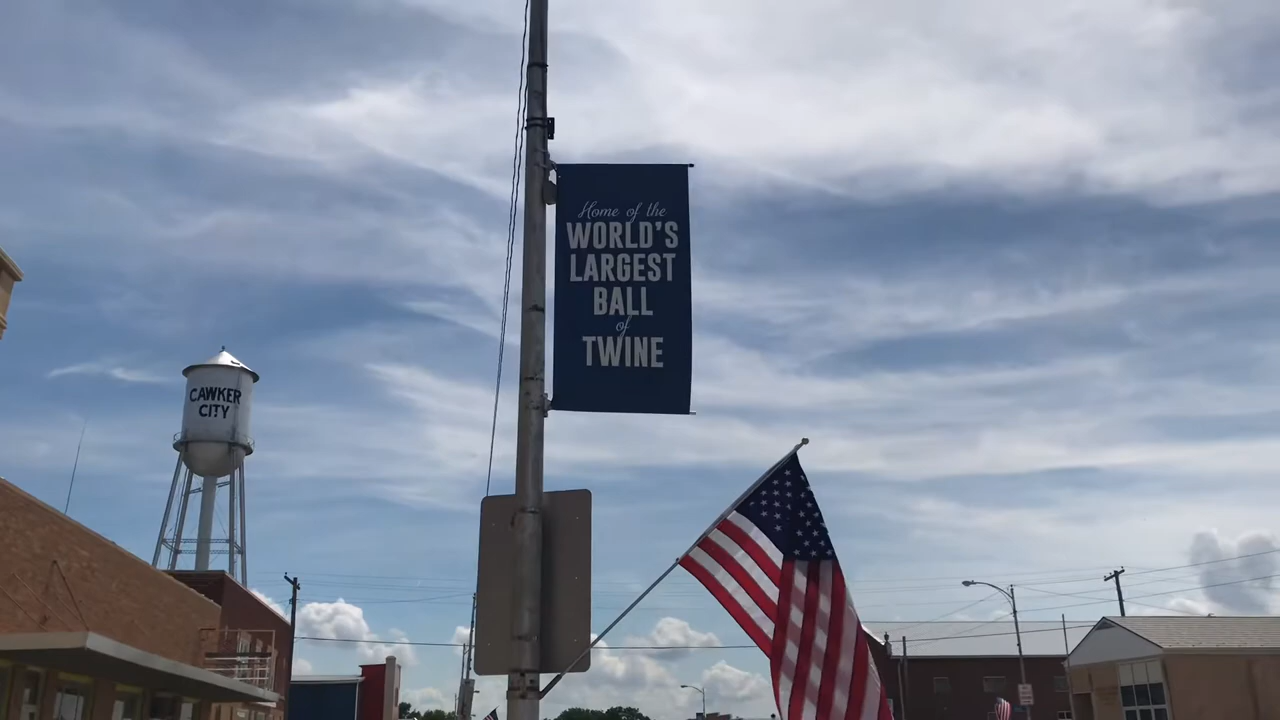 Home of the
WORLD'S
LARGEST
BALL
of
TWINE
CAWKER
CITY